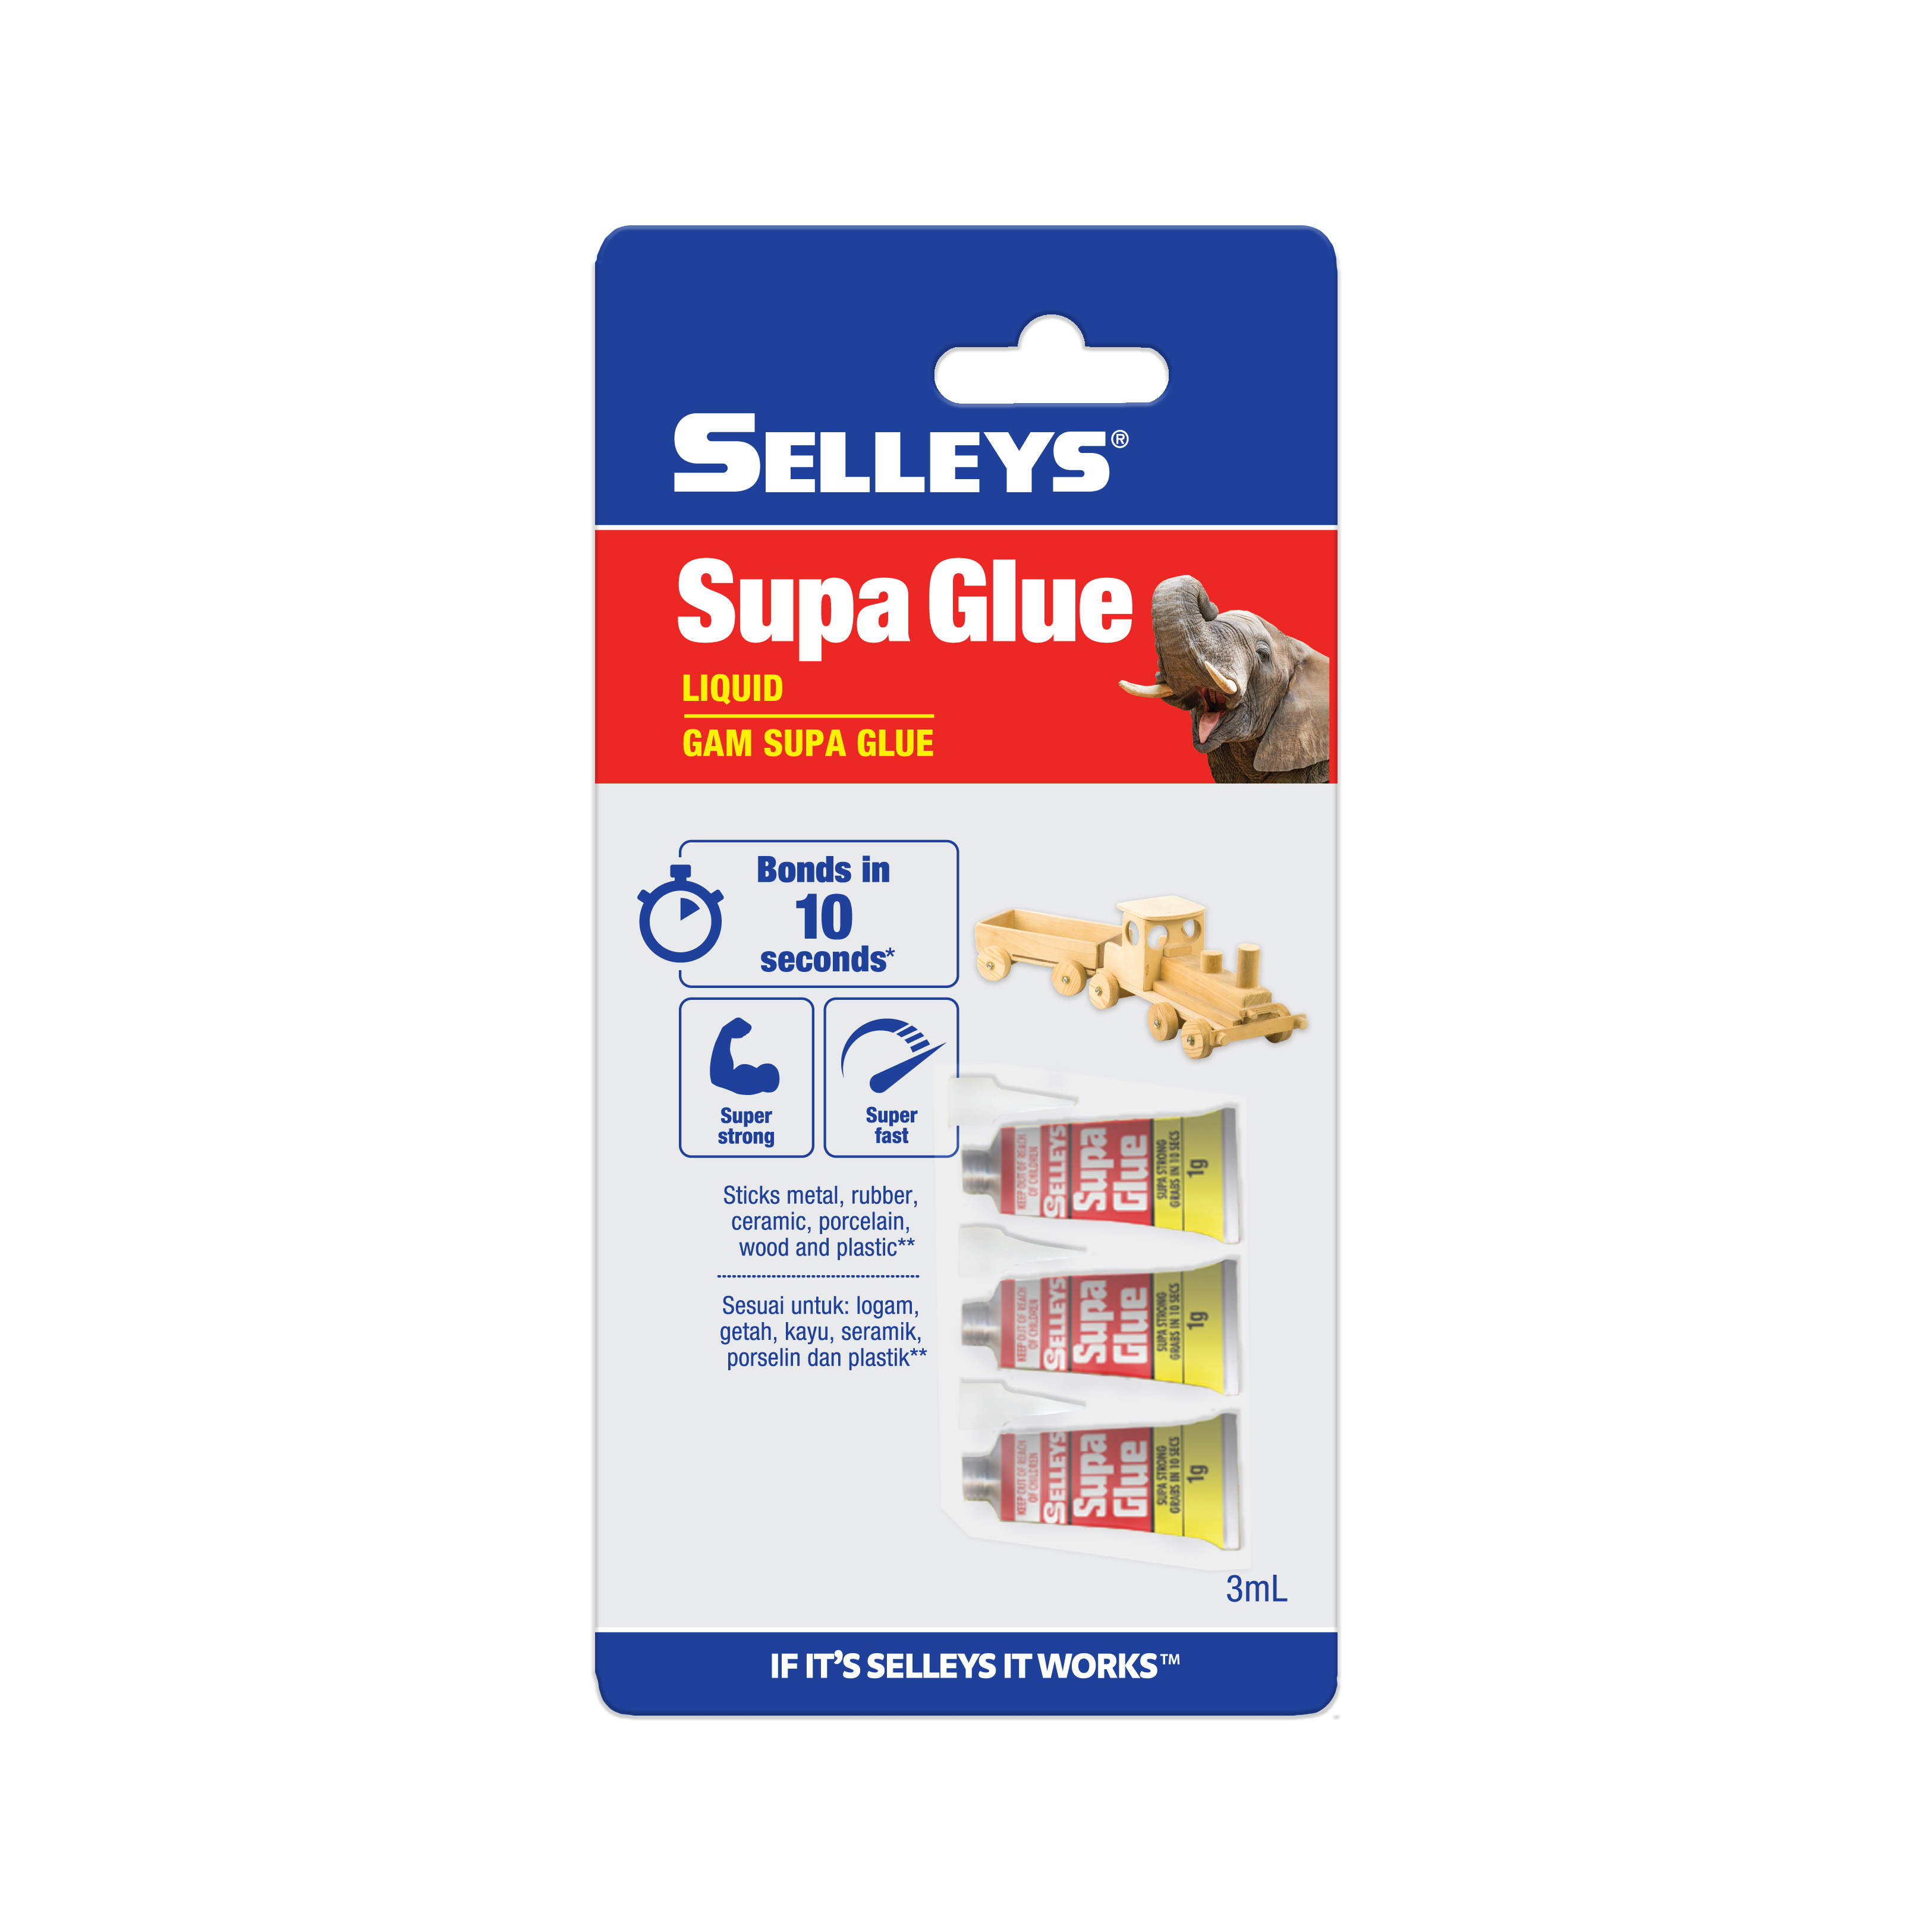 SELLEYS®
Supa Glue
LIQUID
GAM SUPA GLUE
Bonds in
10
seconds*
Super
strong
Super
fast
Sticks metal, rubber,
ceramic, porcelain,
wood and plastic**
Sesuai untuk: logam,
getah, kayu, seramik,
porselin dan plastik**
KEEP OUT OF REACH
OF CHILDREN
SELLEYS
Supa
Glue
SUPA STRONG
GRABS IN 10 SECS
1g
KEEP OUT OF REACH
OF CHILDREN
SELLEYS
Supa
Glue
SUPA STRONG
GRABS IN 10 SECS
1g
KEEP OUT OF REACH
OF CHILDREN
SELLEYS
Supa
Glue
SUPA STRONG
GRABS IN 10 SECS
1g
3mL
IF IT'S SELLEYS IT WORKS™